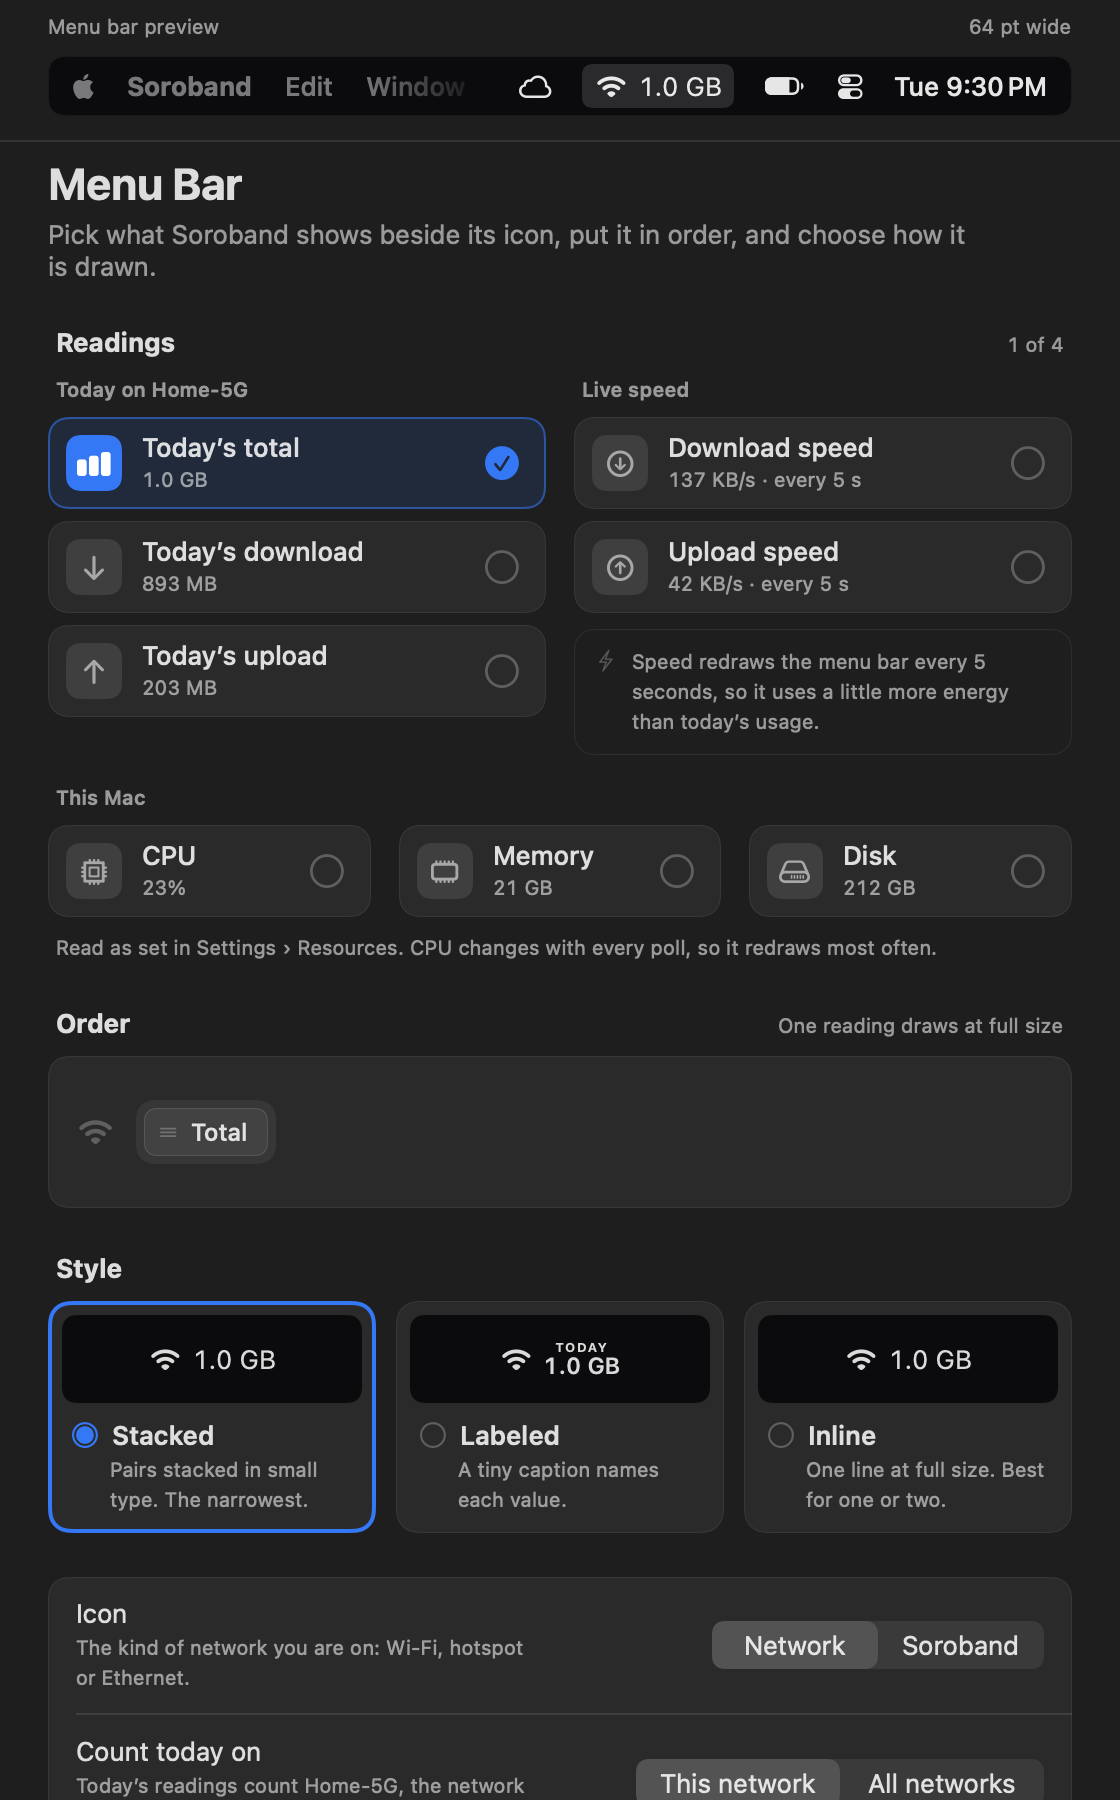 Menu bar preview
64 pt wide
Soroband Edit Window
1.0 GB
Tue 9:30 PM
Menu Bar
Pick what Soroband shows beside its icon, put it in order, and choose how it
is drawn.
Readings
1 of 4
Today on Home-5G
Today’s total
1.0 GB
Today’s download
893 MB
Today’s upload
203 MB
Live speed
Download speed
137 KB/s · every 5 s
Upload speed
42 KB/s · every 5 s
Speed redraws the menu bar every 5
seconds, so it uses a little more energy
than today’s usage.
This Mac
CPU
23%
Memory
21 GB
Disk
212 GB
Read as set in Settings › Resources. CPU changes with every poll, so it redraws most often.
Order
One reading draws at full size
Total
Style
1.0 GB
Stacked
Pairs stacked in small
type. The narrowest.
TODAY
1.0 GB
Labeled
A tiny caption names
each value.
1.0 GB
Inline
One line at full size. Best
for one or two.
Icon
The kind of network you are on: Wi-Fi, hotspot
or Ethernet.
Network
Soroband
Count today on
Today’s readings count Home-5G, the network
This network
All networks